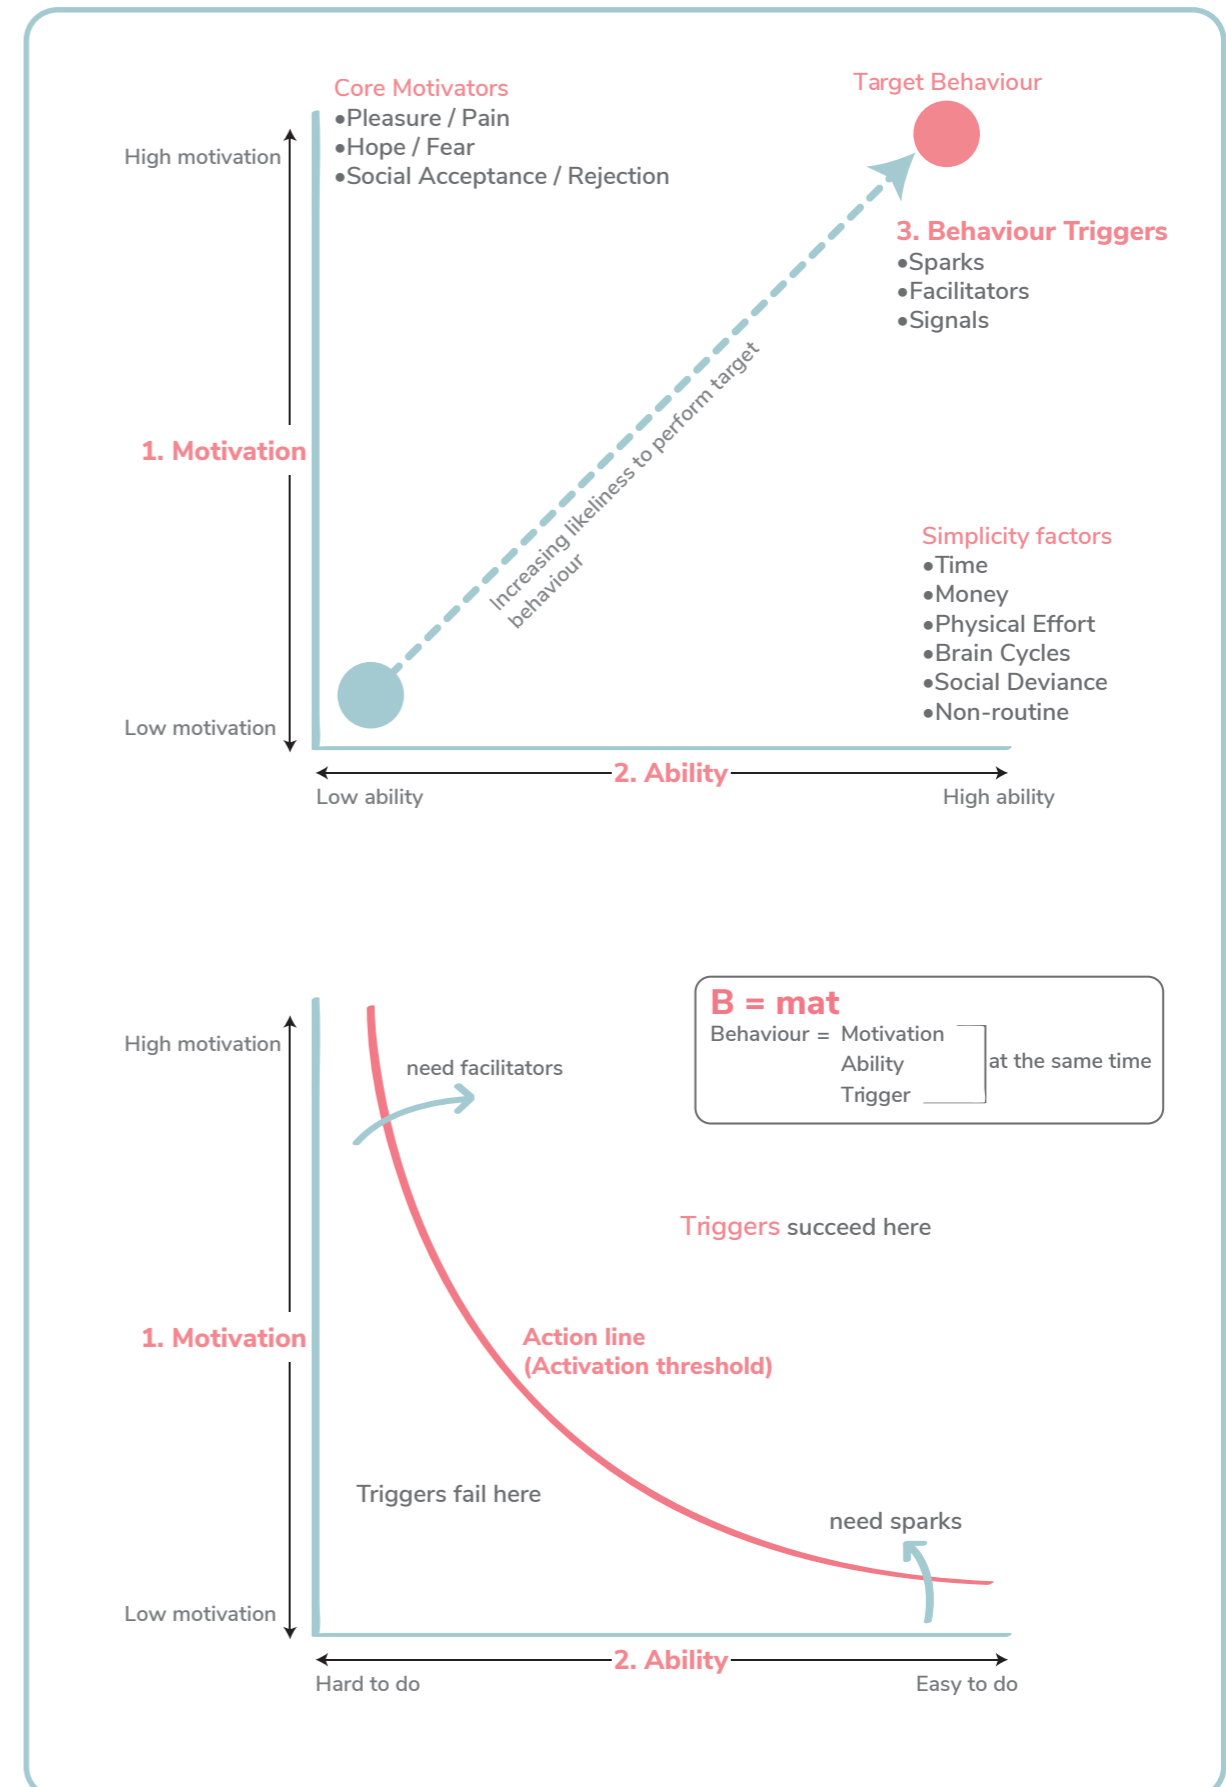 Core Motivators
•Pleasure / Pain
•Hope / Fear
•Social Acceptance / Rejection
Target Behaviour
High motivation
3. Behaviour Triggers
•Sparks
•Facilitators
•Signals
1. Motivation
Increasing likeliness to perform target
behaviour
Simplicity factors
•Time
•Money
•Physical Effort
•Brain Cycles
•Social Deviance
•Non-routine
Low motivation
2. Ability
Low ability
High ability
B = mat
Behaviour = Motivation
Ability
Trigger
at the same time
High motivation
need facilitators
Triggers succeed here
1. Motivation
Action line
(Activation threshold)
Triggers fail here
need sparks
Low motivation
2. Ability
Hard to do
Easy to do